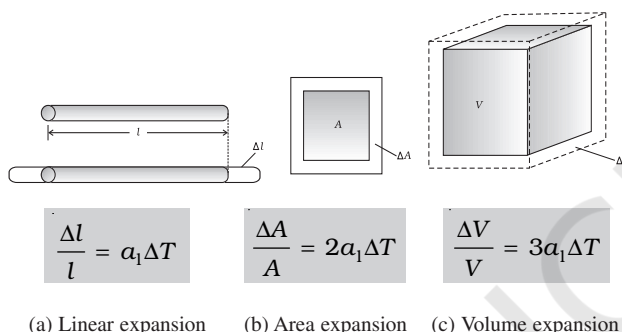 V
l
Δl
A
ΔA
Δ
Δl/l = a₁ΔT
ΔA/A = 2a₁ΔT
ΔV/V = 3a₁ΔT
(a) Linear expansion (b) Area expansion (c) Volume expansion